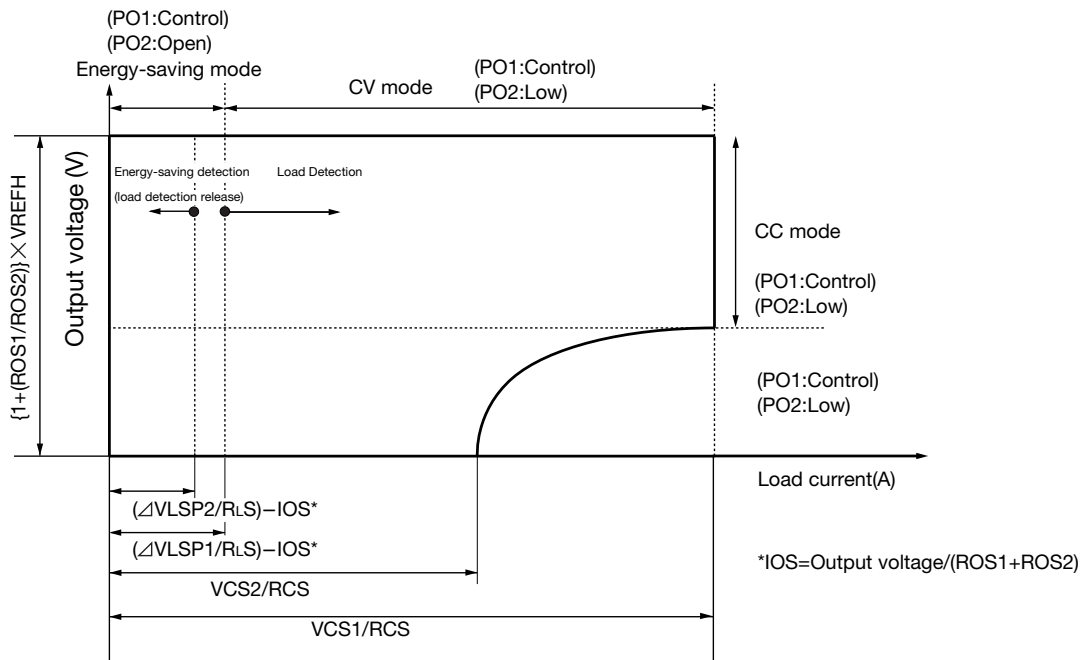 (PO1:Control)
(PO2:Open)
Energy-saving mode
CV mode
(PO1:Control)
(PO2:Low)
{1+(ROS1/ROS2)}×VREFH
Output voltage (V)
Energy-saving detection
(load detection release)
Load Detection
CC mode
(PO1:Control)
(PO2:Low)
(PO1:Control)
(PO2:Low)
Load current(A)
(⊿VLSP2/RLS)−IOS*
(⊿VLSP1/RLS)−IOS*
*IOS=Output voltage/(ROS1+ROS2)
VCS2/RCS
VCS1/RCS